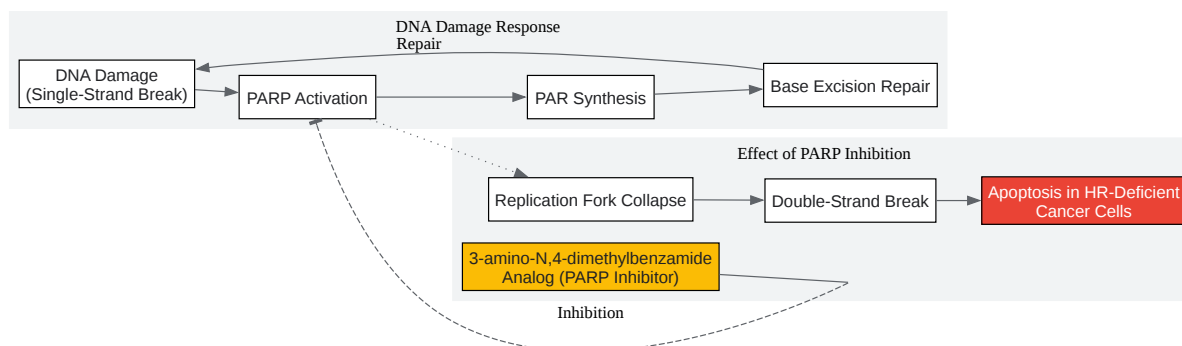 DNA Damage Response
Repair
DNA Damage
(Single-Strand Break)
PARP Activation
PAR Synthesis
Base Excision Repair
Effect of PARP Inhibition
Replication Fork Collapse
Double-Strand Break
Apoptosis in HR-Deficient
Cancer Cells
3-amino-N,4-dimethylbenzamide
Analog (PARP Inhibitor)
Inhibition